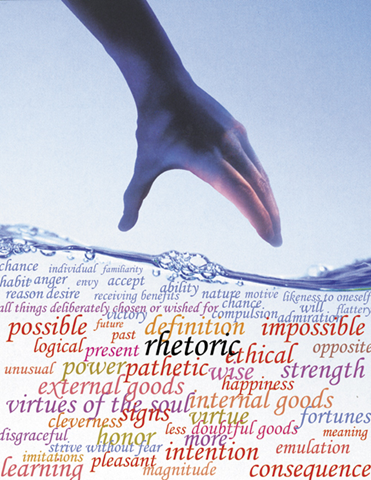 chance individual familiarity
habit anger envy accept ability
reason desire receiving benefits nature motive likeness to oneself
all things deliberately chosen or wished for chance will flattery
victory compulsion admiration
possible future definition impossible
logical present past rhetoric ethical opposite
unusual power pathetic wise strength
external goods happiness
virtues of the soul internal goods
cleverness signs virtue fortunes
disgraceful honor less doubtful goods meaning
strive without fear more intention emulation
imitations pleasant
learning magnitude consequence